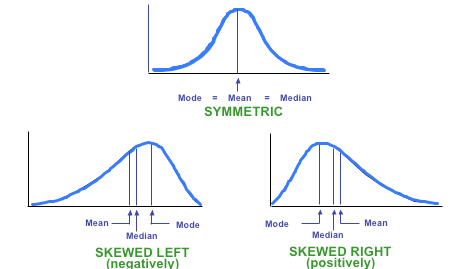 Mode = Mean = Median
SYMMETRIC
Mean
Mode
Median
SKEWED LEFT
(negatively)
Mode
Mean
Median
SKEWED RIGHT
(positively)